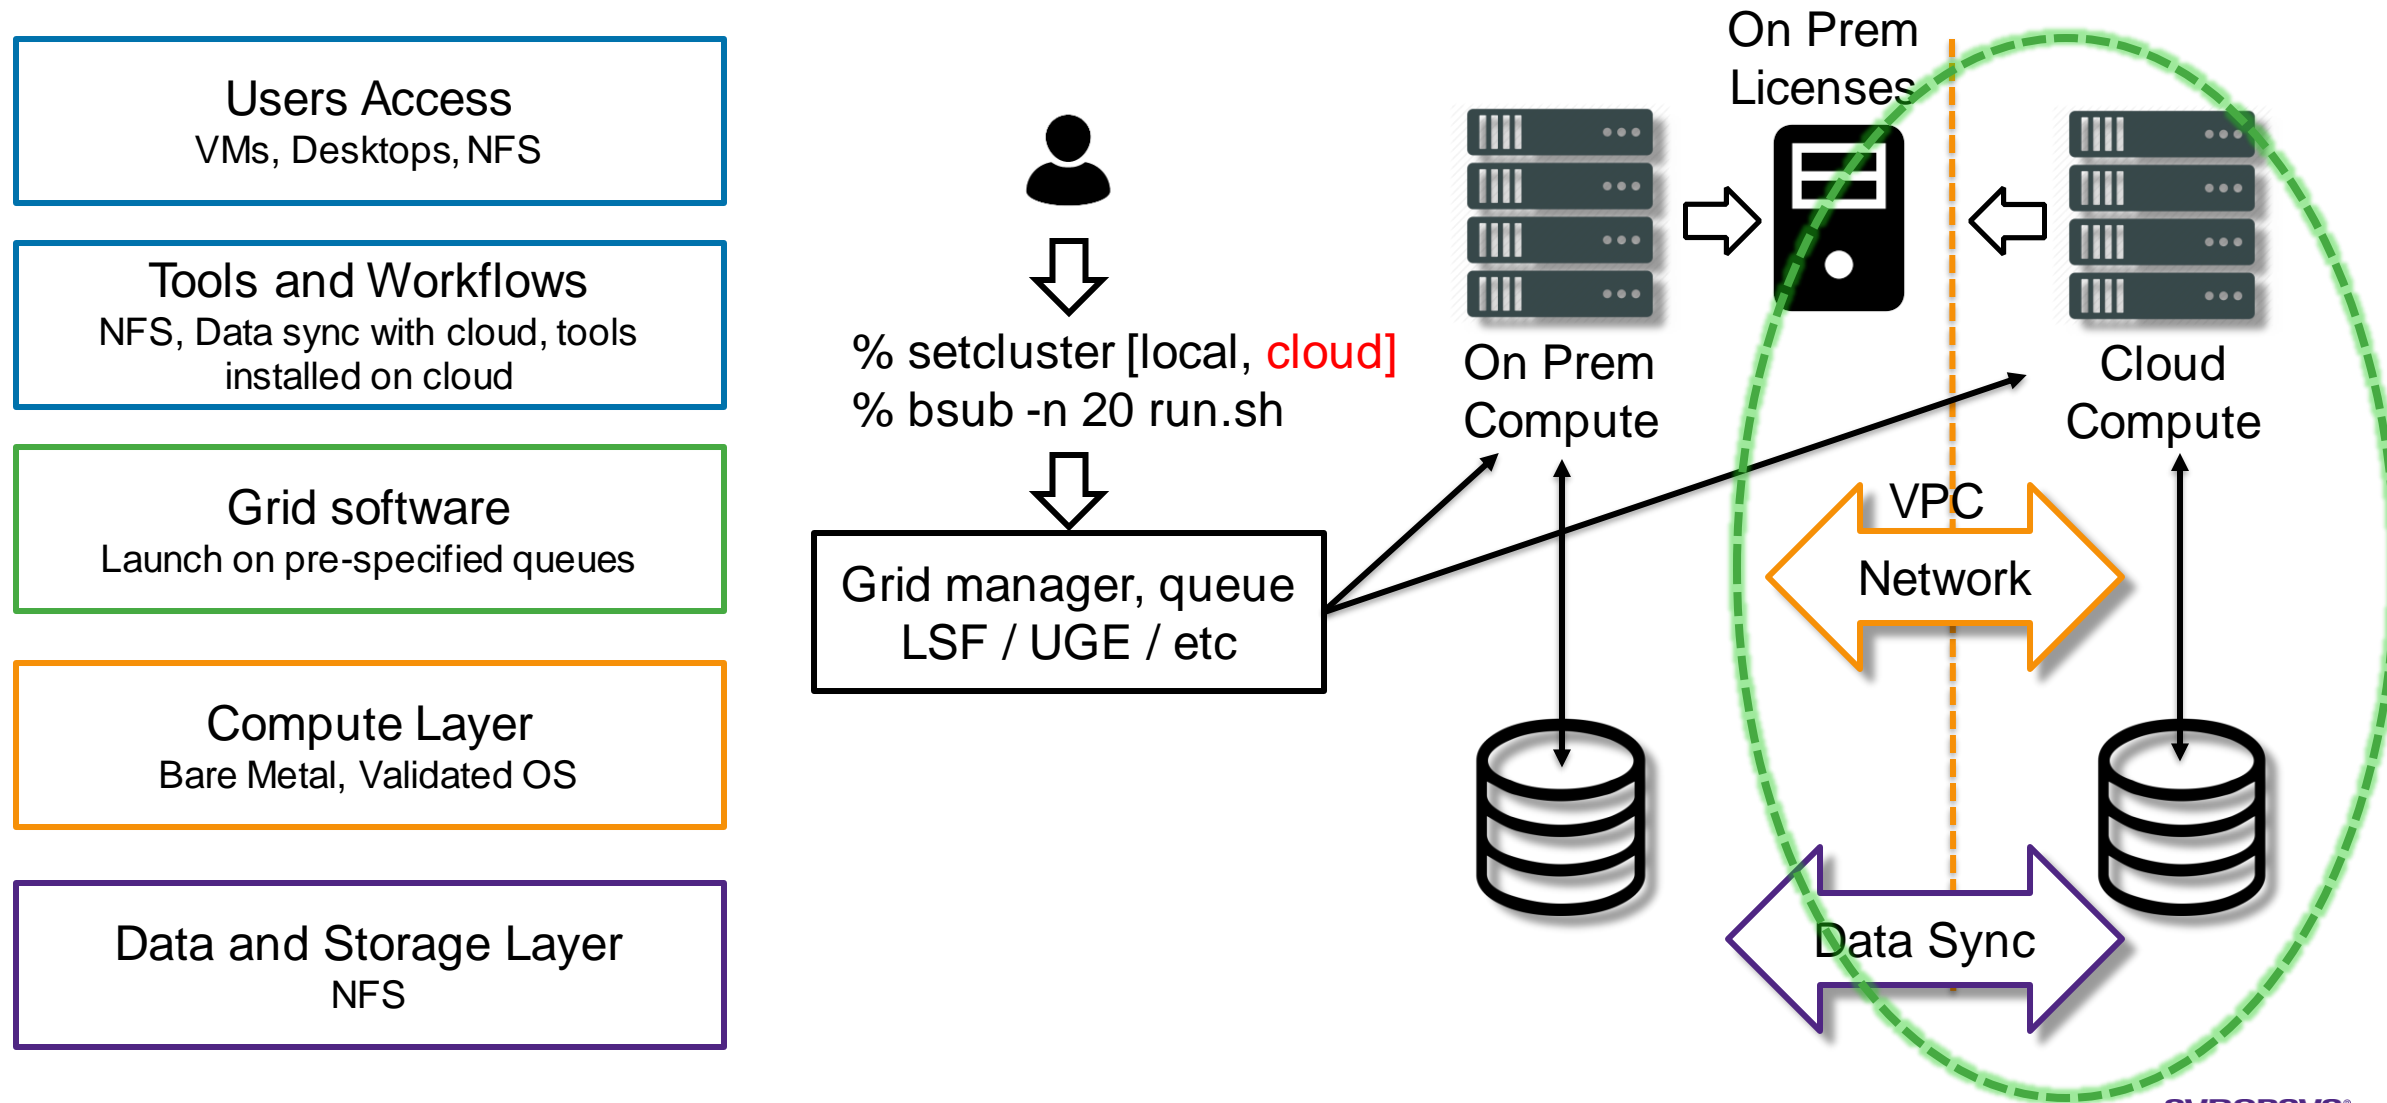 Users Access
VMs, Desktops, NFS
Tools and Workflows
NFS, Data sync with cloud, tools
installed on cloud
Grid software
Launch on pre-specified queues
Compute Layer
Bare Metal, Validated OS
Data and Storage Layer
NFS
% setcluster [local, cloud]
% bsub -n 20 run.sh
Grid manager, queue
LSF / UGE / etc
On Prem
Licenses
On Prem
Compute
Cloud
Compute
VPC
Network
Data Sync